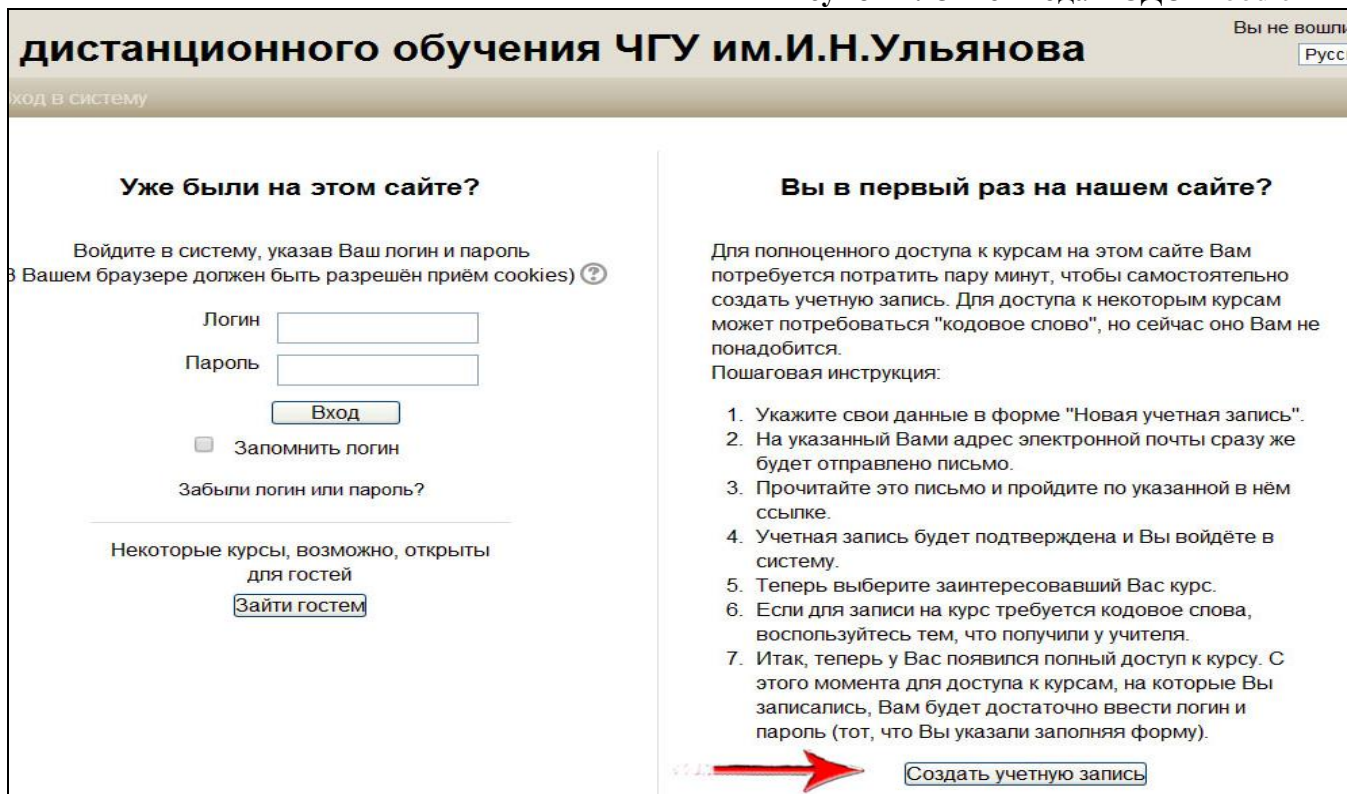 дистанционного обучения ЧГУ им.И.Н.Ульянова
Вы не вошли
Русс
ход в систему
Уже были на этом сайте?
Войдите в систему, указав Ваш логин и пароль
В Вашем браузере должен быть разрешён приём cookies) ?
Логин
Пароль
Вход
Запомнить логин
Забыли логин или пароль?
Некоторые курсы, возможно, открыты
для гостей
Зайти гостем
Вы в первый раз на нашем сайте?
Для полноценного доступа к курсам на этом сайте Вам
потребуется потратить пару минут, чтобы самостоятельно
создать учетную запись. Для доступа к некоторым курсам
может потребоваться "кодовое слово", но сейчас оно Вам не
понадобится.
Пошаговая инструкция:
1. Укажите свои данные в форме "Новая учетная запись".
2. На указанный Вами адрес электронной почты сразу же
будет отправлено письмо.
3. Прочитайте это письмо и пройдите по указанной в нём
ссылке.
4. Учетная запись будет подтверждена и Вы войдёте в
систему.
5. Теперь выберите заинтересовавший Вас курс.
6. Если для записи на курс требуется кодовое слова,
воспользуйтесь тем, что получили у учителя.
7. Итак, теперь у Вас появился полный доступ к курсу. С
этого момента для доступа к курсам, на которые Вы
записались, Вам будет достаточно ввести логин и
пароль (тот, что Вы указали заполняя форму).
Создать учетную запись